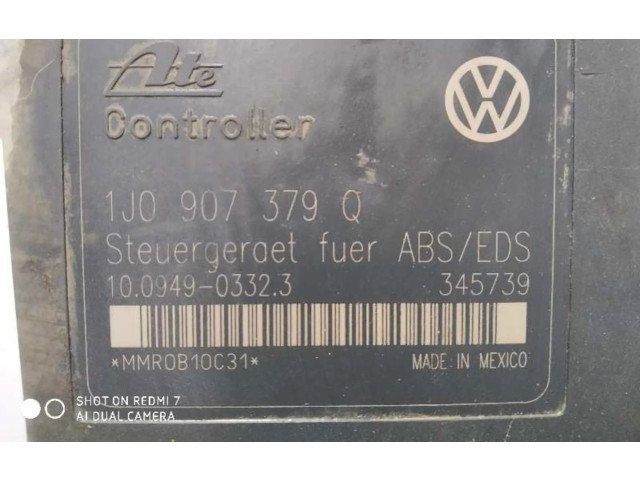 Ate
Controller
1J0 907 379 Q
Steuergeraet fuer ABS/EDS
10.0949-0332.3 345739
*MMROB10C31* MADE IN MEXICO
SHOT ON REDMI 7
AI DUAL CAMERA